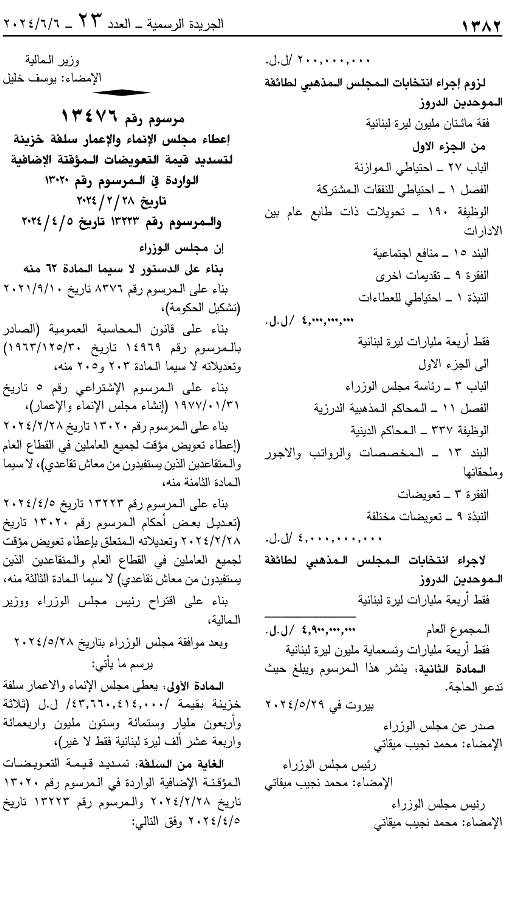 ١٣٨٢
الجريدة الرسمية ــ العدد ٢٣ ــ ٢٠٢٤/٦/٦
٢٠٠,٠٠٠,٠٠٠ /ل.ل.
لزوم إجراء انتخابات المجلس المذهبي لطائفة
الموحدين الدروز
فقة مائتان مليون ليرة لبنانية
من الجزء الاول
الباب ٢٧ ــ احتياطي الموازنة
الفصل ١ ــ احتياطي للنفقات المشتركة
الوظيفة ١٩٠ ــ تحويلات ذات طابع عام بين
الادارات
البند ١٥ ــ منافع اجتماعية
الفقرة ٩ ــ تقديمات اخرى
النبذة ١ ــ احتياطي للعطاءات
٤,٠٠٠,٠٠٠,٠٠٠ /ل.ل.
فقط أربعة مليارات ليرة لبنانية
الى الجزء الاول
الباب ٣ ــ رئاسة مجلس الوزراء
الفصل ١١ ــ المحاكم المذهبية الدرزية
الوظيفة ٣٣٧ ــ المحاكم الدينية
البند ١٣ ــ المخصصات والرواتب والاجور
وملحقاتها
الفقرة ٣ ــ تعويضات
النبذة ٩ ــ تعويضات مختلفة
٤,٠٠٠,٠٠٠,٠٠٠ /ل.ل.
لاجراء انتخابات المجلس المذهبي لطائفة
الموحدين الدروز
فقط أربعة مليارات ليرة لبنانية
المجموع العام ٤,٩٠٠,٠٠٠,٠٠٠ /ل.ل.
فقط أربعة مليارات وتسعماية مليون ليرة لبنانية
المادة الثانية: ينشر هذا المرسوم ويبلغ حيث
تدعو الحاجة.
بيروت في ٢٠٢٤/٥/٢٩
صدر عن مجلس الوزراء
الإمضاء: محمد نجيب ميقاتي
رئيس مجلس الوزراء
الإمضاء: محمد نجيب ميقاتي
رئيس مجلس الوزراء
الإمضاء: محمد نجيب ميقاتي
وزير المالية
الإمضاء: يوسف خليل
مرسوم رقم ١٣٤٧٦
إعطاء مجلس الإنماء والإعمار سلفة خزينة
لتسديد قيمة التعويضات المؤقتة الإضافية
الواردة في المرسوم رقم ١٣٠٢٠
تاريخ ٢٠٢٤/٢/٢٨
والمرسوم رقم ١٣٢٢٣ تاريخ ٢٠٢٤/٤/٥
إن مجلس الوزراء
بناء على الدستور لا سيما المادة ٦٢ منه
بناء على المرسوم رقم ٨٣٧٦ تاريخ ٢٠٢١/٩/١٠
(تشكيل الحكومة)،
بناء على قانون المحاسبة العمومية (الصادر
بالمرسوم رقم ١٤٩٦٩ تاريخ ١٩٦٣/١٢٥/٣٠)
وتعديلاته لا سيما المادة ٢٠٣ و٢٠٥ منه،
بناء على المرسوم الإشتراعي رقم ٥ تاريخ
١٩٧٧/٠١/٣١ (إنشاء مجلس الإنماء والإعمار)،
بناء على المرسوم رقم ١٣٠٢٠ تاريخ ٢٠٢٤/٢/٢٨
(إعطاء تعويض مؤقت لجميع العاملين في القطاع العام
والمتقاعدين الذين يستفيدون من معاش تقاعدي)، لا سيما
المادة الثامنة منه،
بناء على المرسوم رقم ١٣٢٢٣ تاريخ ٢٠٢٤/٤/٥
(تعديل بعض أحكام المرسوم رقم ١٣٠٢٠ تاريخ
٢٠٢٤/٢/٢٨ وتعديلاته المتعلق بإعطاء تعويض مؤقت
لجميع العاملين في القطاع العام والمتقاعدين الذين
يستفيدون من معاش تقاعدي) لا سيما المادة الثالثة منه،
بناء على اقتراح رئيس مجلس الوزراء ووزير
المالية،
وبعد موافقة مجلس الوزراء بتاريخ ٢٠٢٤/٥/٢٨
يرسم ما يأتي:
المادة الأولى: يعطى مجلس الإنماء والاعمار سلفة
خزينة بقيمة /٤٣,٦٦٠,٤١٤,٠٠٠/ ل.ل (ثلاثة
وأربعون مليار وستمائة وستون مليون واربعمائة
واربعة عشر ألف ليرة لبنانية فقط لا غير)،
الغاية من السلفة: تسديد قيمة التعويضات
المؤقتة الإضافية الواردة في المرسوم رقم ١٣٠٢٠
تاريخ ٢٠٢٤/٢/٢٨ والمرسوم رقم ١٣٢٢٣ تاريخ
٢٠٢٤/٤/٥ وفق التالي: